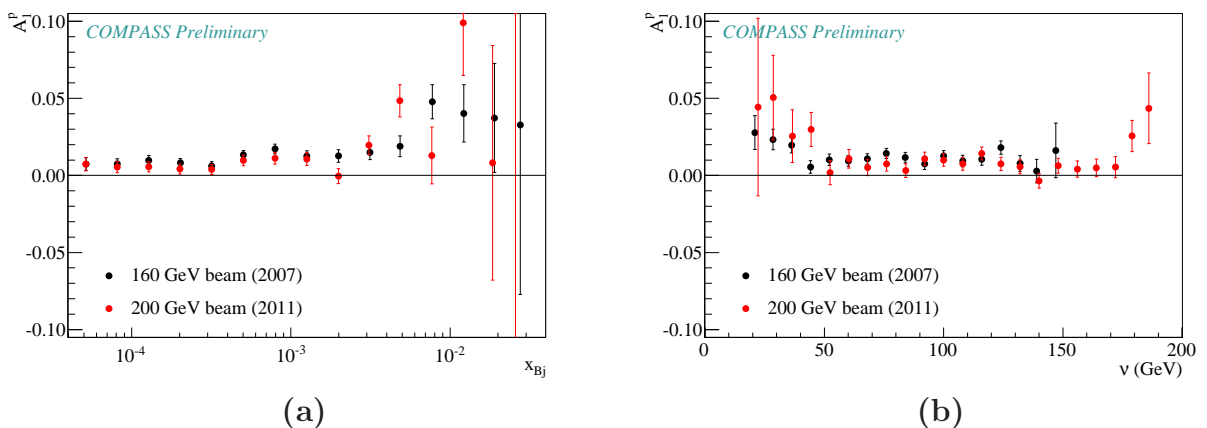 A₁ᵖ
0.10
COMPASS Preliminary
0.05
0.00
-0.05
160 GeV beam (2007)
200 GeV beam (2011)
-0.10
10⁻⁴
10⁻³
10⁻²
x_Bj
(a)
A₁ᵖ
0.10
COMPASS Preliminary
0.05
0.00
-0.05
160 GeV beam (2007)
200 GeV beam (2011)
-0.10
0 50 100 150 200
ν (GeV)
(b)